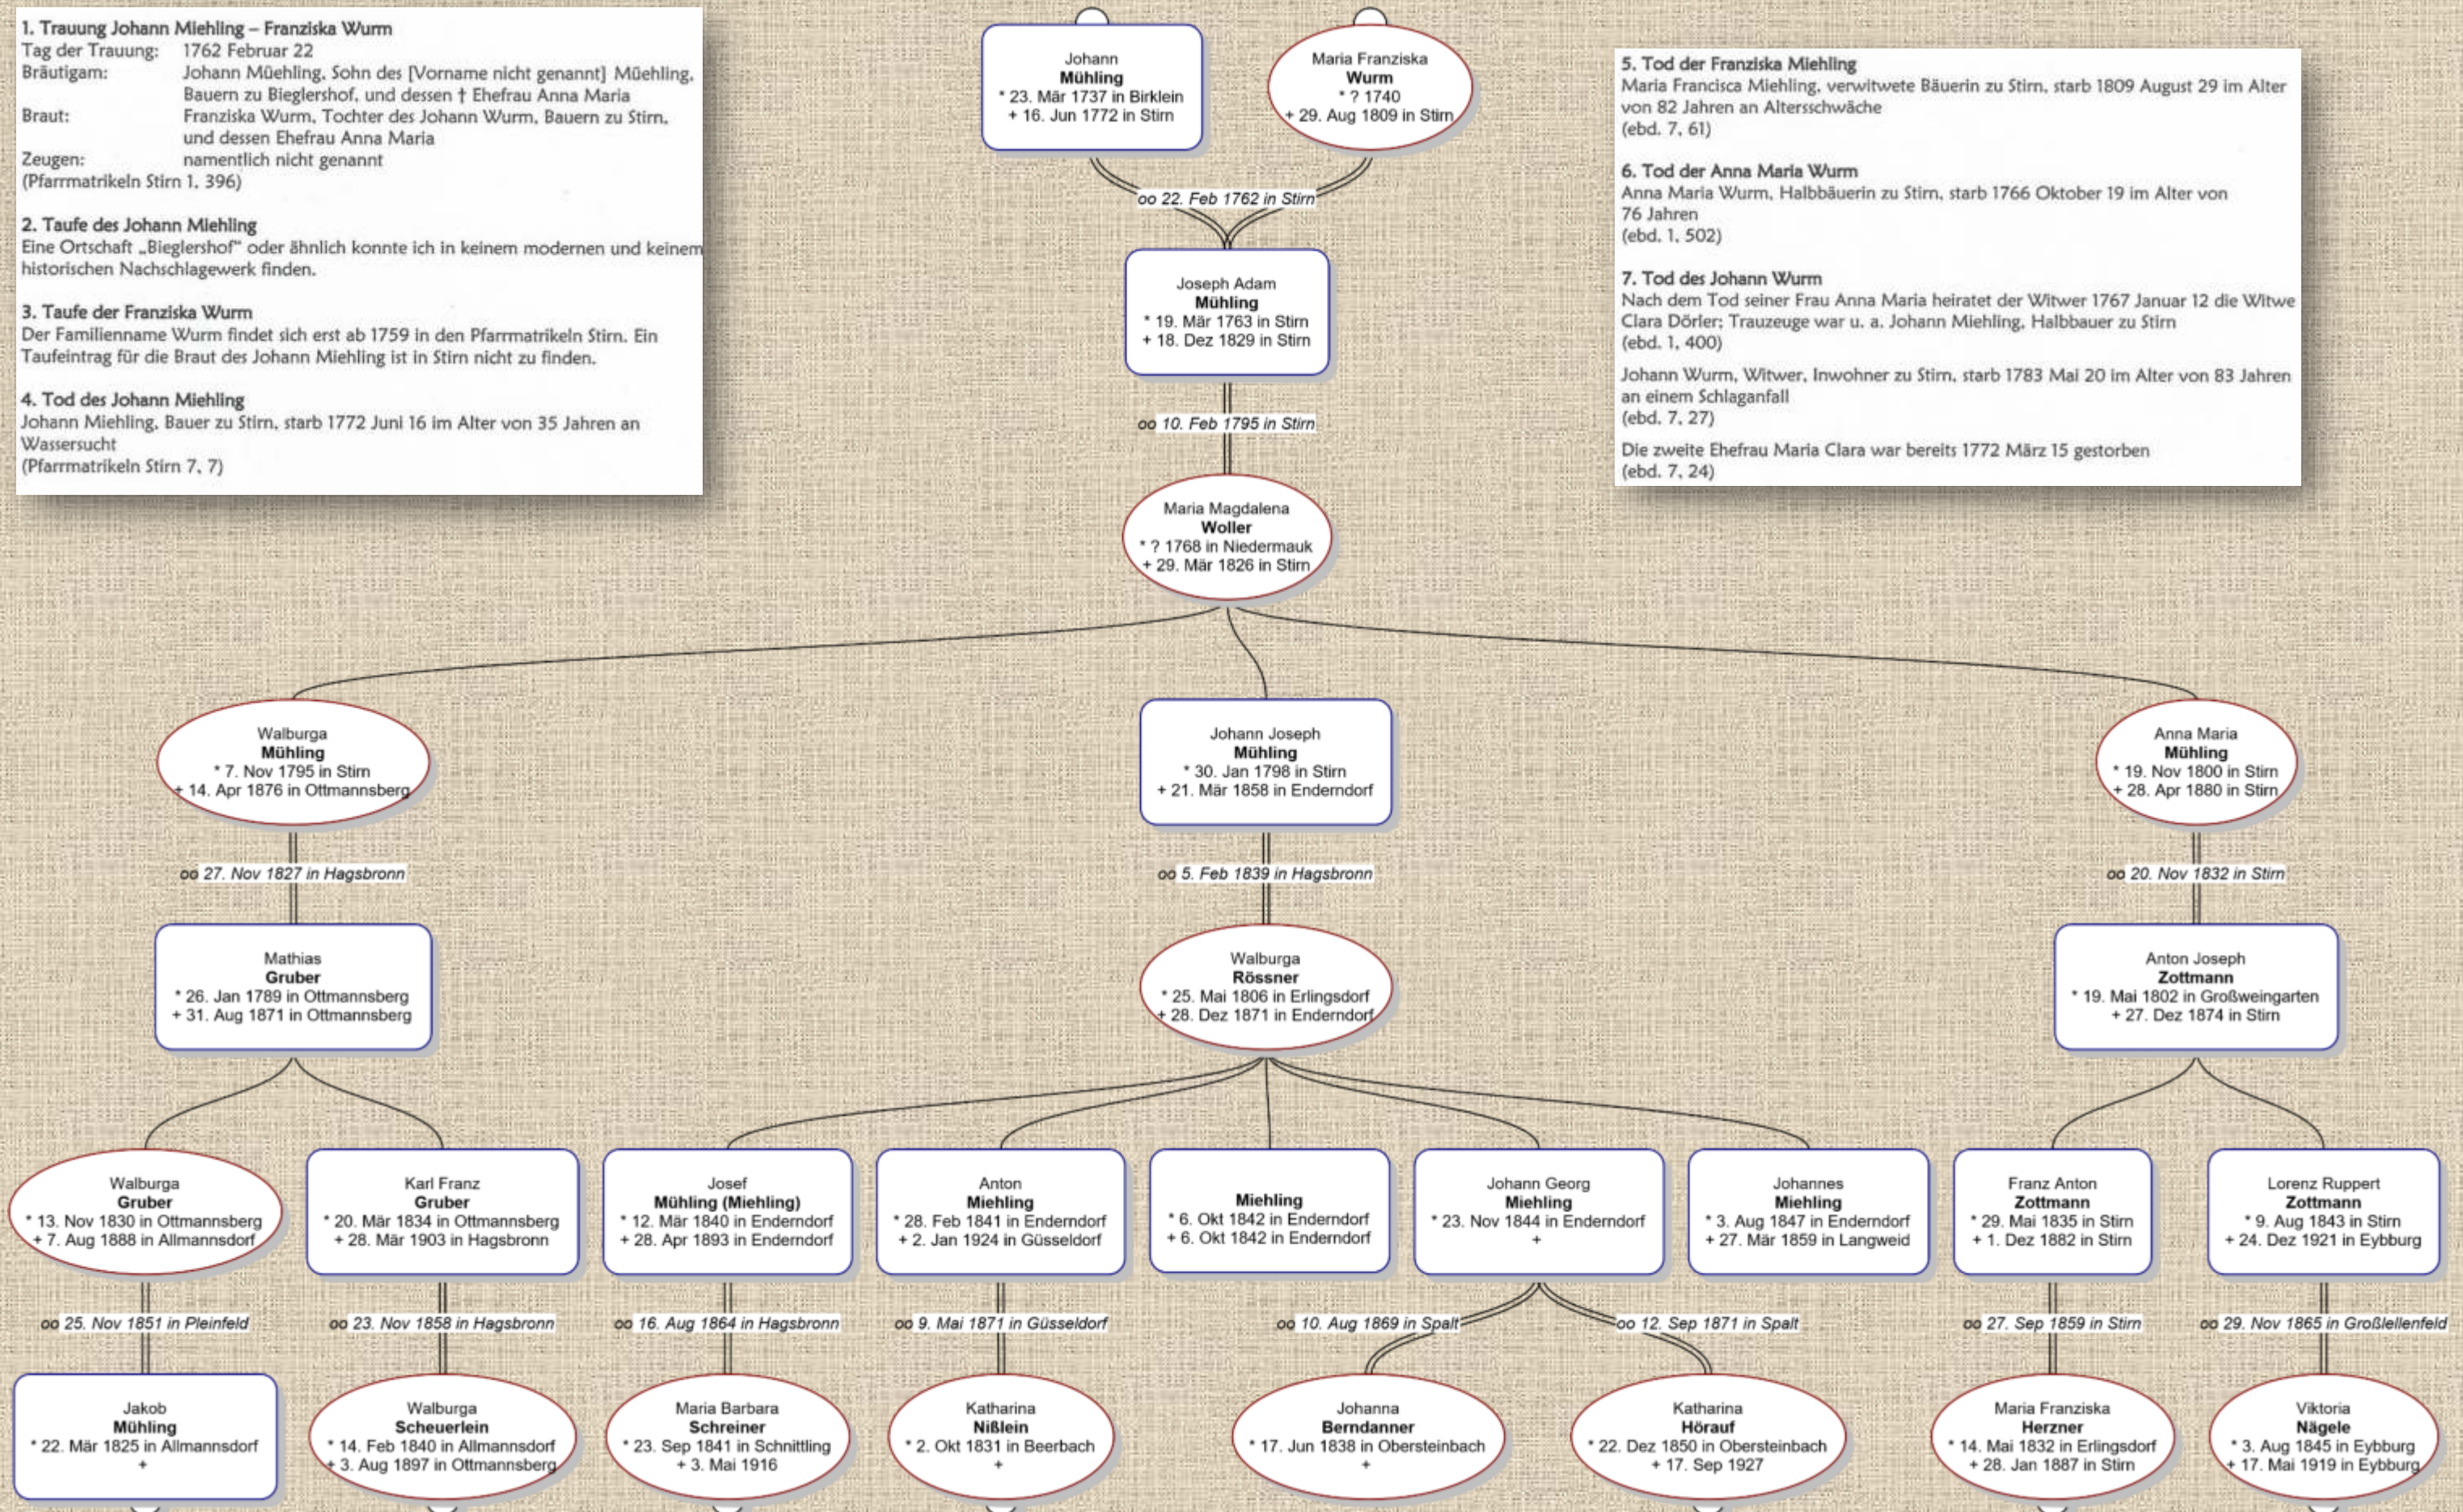 1. Trauung Johann Miehling – Franziska Wurm
Tag der Trauung: 1762 Februar 22
Bräutigam: Johann Müehling, Sohn des [Vorname nicht genannt] Müehling,
Bauern zu Bieglershof, und dessen † Ehefrau Anna Maria
Braut: Franziska Wurm, Tochter des Johann Wurm, Bauern zu Stirn,
und dessen Ehefrau Anna Maria
Zeugen: namentlich nicht genannt
(Pfarrmatrikeln Stirn 1, 396)
2. Taufe des Johann Miehling
Eine Ortschaft „Bieglershof" oder ähnlich konnte ich in keinem modernen und keinem
historischen Nachschlagewerk finden.
3. Taufe der Franziska Wurm
Der Familienname Wurm findet sich erst ab 1759 in den Pfarrmatrikeln Stirn. Ein
Taufeintrag für die Braut des Johann Miehling ist in Stirn nicht zu finden.
4. Tod des Johann Miehling
Johann Miehling, Bauer zu Stirn, starb 1772 Juni 16 im Alter von 35 Jahren an
Wassersucht
(Pfarrmatrikeln Stirn 7, 7)
Johann
Mühling
* 23. Mär 1737 in Birklein
+ 16. Jun 1772 in Stirn
Maria Franziska
Wurm
* ? 1740
+ 29. Aug 1809 in Stirn
5. Tod der Franziska Miehling
Maria Francisca Miehling, verwitwete Bäuerin zu Stirn, starb 1809 August 29 im Alter
von 82 Jahren an Altersschwäche
(ebd. 7, 61)
6. Tod der Anna Maria Wurm
Anna Maria Wurm, Halbbäuerin zu Stirn, starb 1766 Oktober 19 im Alter von
76 Jahren
(ebd. 1, 502)
7. Tod des Johann Wurm
Nach dem Tod seiner Frau Anna Maria heiratet der Witwer 1767 Januar 12 die Witwe
Clara Dörler; Trauzeuge war u. a. Johann Miehling, Halbbauer zu Stirn
(ebd. 1, 400)
Johann Wurm, Witwer, Inwohner zu Stirn, starb 1783 Mai 20 im Alter von 83 Jahren
an einem Schlaganfall
(ebd. 7, 27)
Die zweite Ehefrau Maria Clara war bereits 1772 März 15 gestorben
(ebd. 7, 24)
oo 22. Feb 1762 in Stirn
Joseph Adam
Mühling
* 19. Mär 1763 in Stirn
+ 18. Dez 1829 in Stirn
oo 10. Feb 1795 in Stirn
Maria Magdalena
Woller
* ? 1768 in Niedermauk
+ 29. Mär 1826 in Stirn
Walburga
Mühling
* 7. Nov 1795 in Stirn
+ 14. Apr 1876 in Ottmannsberg
Johann Joseph
Mühling
* 30. Jan 1798 in Stirn
+ 21. Mär 1858 in Enderndorf
Anna Maria
Mühling
* 19. Nov 1800 in Stirn
+ 28. Apr 1880 in Stirn
oo 27. Nov 1827 in Hagsbronn
oo 5. Feb 1839 in Hagsbronn
oo 20. Nov 1832 in Stirn
Mathias
Gruber
* 26. Jan 1789 in Ottmannsberg
+ 31. Aug 1871 in Ottmannsberg
Walburga
Rössner
* 25. Mai 1806 in Erlingsdorf
+ 28. Dez 1871 in Enderndorf
Anton Joseph
Zottmann
* 19. Mai 1802 in Großweingarten
+ 27. Dez 1874 in Stirn
Walburga
Gruber
* 13. Nov 1830 in Ottmannsberg
+ 7. Aug 1888 in Allmannsdorf
Karl Franz
Gruber
* 20. Mär 1834 in Ottmannsberg
+ 28. Mär 1903 in Hagsbronn
Josef
Mühling (Miehling)
* 12. Mär 1840 in Enderndorf
+ 28. Apr 1893 in Enderndorf
Anton
Miehling
* 28. Feb 1841 in Enderndorf
+ 2. Jan 1924 in Güsseldorf
Miehling
* 6. Okt 1842 in Enderndorf
+ 6. Okt 1842 in Enderndorf
Johann Georg
Miehling
* 23. Nov 1844 in Enderndorf
+
Johannes
Miehling
* 3. Aug 1847 in Enderndorf
+ 27. Mär 1859 in Langweid
Franz Anton
Zottmann
* 29. Mai 1835 in Stirn
+ 1. Dez 1882 in Stirn
Lorenz Ruppert
Zottmann
* 9. Aug 1843 in Stirn
+ 24. Dez 1921 in Eybburg
oo 25. Nov 1851 in Pleinfeld
oo 23. Nov 1858 in Hagsbronn
oo 16. Aug 1864 in Hagsbronn
oo 9. Mai 1871 in Güsseldorf
oo 10. Aug 1869 in Spalt
oo 12. Sep 1871 in Spalt
oo 27. Sep 1859 in Stirn
oo 29. Nov 1865 in Großlellenfeld
Jakob
Mühling
* 22. Mär 1825 in Allmannsdorf
+
Walburga
Scheuerlein
* 14. Feb 1840 in Allmannsdorf
+ 3. Aug 1897 in Ottmannsberg
Maria Barbara
Schreiner
* 23. Sep 1841 in Schnittling
+ 3. Mai 1916
Katharina
Nißlein
* 2. Okt 1831 in Beerbach
+
Johanna
Berndanner
* 17. Jun 1838 in Obersteinbach
+
Katharina
Hörauf
* 22. Dez 1850 in Obersteinbach
+ 17. Sep 1927
Maria Franziska
Herzner
* 14. Mai 1832 in Erlingsdorf
+ 28. Jan 1887 in Stirn
Viktoria
Nägele
* 3. Aug 1845 in Eybburg
+ 17. Mai 1919 in Eybburg